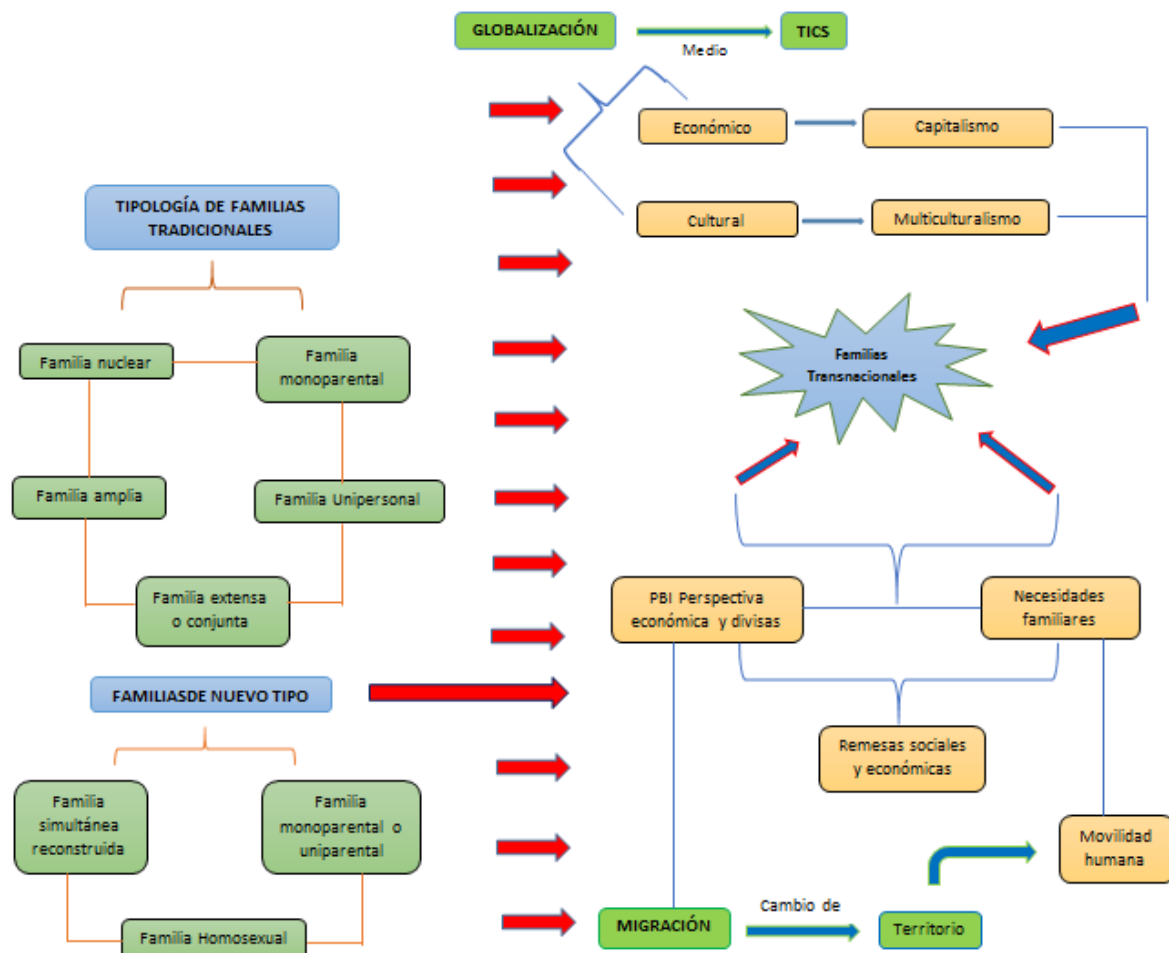 GLOBALIZACIÓN
Medio
TICS
Económico
Capitalismo
Cultural
Multiculturalismo
TIPOLOGÍA DE FAMILIAS
TRADICIONALES
Familia nuclear
Familia
monoparental
Familia amplia
Familia Unipersonal
Familia extensa
o conjunta
FAMILIASDE NUEVO TIPO
Familia
simultánea
reconstruida
Familia
monoparental o
uniparental
Familia Homosexual
Familias
Transnacionales
PBI Perspectiva
económica y divisas
Necesidades
familiares
Remesas sociales
y económicas
Movilidad
humana
MIGRACIÓN
Cambio de
Territorio